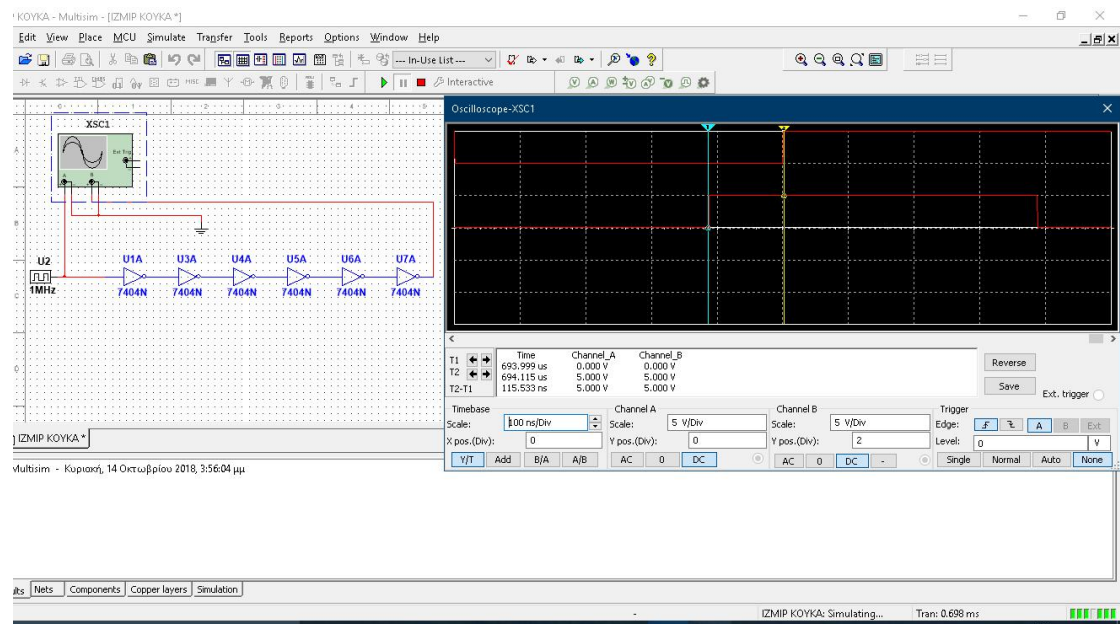 KOYKA - Multisim - [IZMIP KOYKA *]
Edit View Place MCU Simulate Transfer Tools Reports Options Window Help
--- In-Use List ---
Interactive
XSC1
Ext Trig
A B
U2
1MHz
U1A U3A U4A U5A U6A U7A
7404N 7404N 7404N 7404N 7404N 7404N
Oscilloscope-XSC1
Time Channel_A Channel_B
T1 693.999 us 0.000 V 0.000 V
T2 694.115 us 5.000 V 5.000 V
T2-T1 115.533 ns 5.000 V 5.000 V
Reverse
Save
Ext. trigger
Timebase
Scale: 100 ns/Div
X pos.(Div): 0
Y/T Add B/A A/B
Channel A
Scale: 5 V/Div
Y pos.(Div): 0
AC 0 DC
Channel B
Scale: 5 V/Div
Y pos.(Div): 2
AC 0 DC -
Trigger
Edge: A B Ext
Level: 0 V
Single Normal Auto None
IZMIP KOYKA *
Multisim - Κυριακή, 14 Οκτωβρίου 2018, 3:56:04 μμ
Nets Components Copper layers Simulation
- IZMIP KOYKA: Simulating... Tran: 0.698 ms